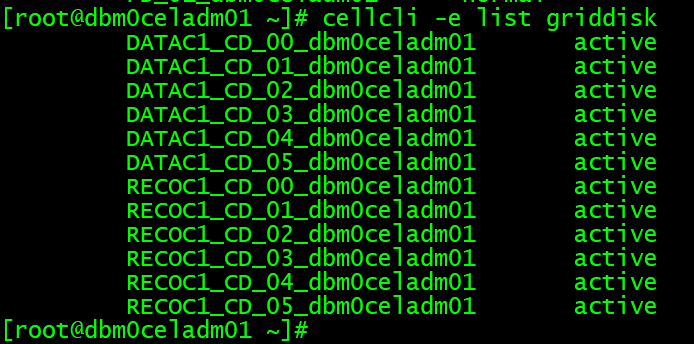 [root@dbm0celadm01 ~]# cellcli -e list griddisk
DATAC1_CD_00_dbm0celadm01 active
DATAC1_CD_01_dbm0celadm01 active
DATAC1_CD_02_dbm0celadm01 active
DATAC1_CD_03_dbm0celadm01 active
DATAC1_CD_04_dbm0celadm01 active
DATAC1_CD_05_dbm0celadm01 active
RECOC1_CD_00_dbm0celadm01 active
RECOC1_CD_01_dbm0celadm01 active
RECOC1_CD_02_dbm0celadm01 active
RECOC1_CD_03_dbm0celadm01 active
RECOC1_CD_04_dbm0celadm01 active
RECOC1_CD_05_dbm0celadm01 active
[root@dbm0celadm01 ~]#